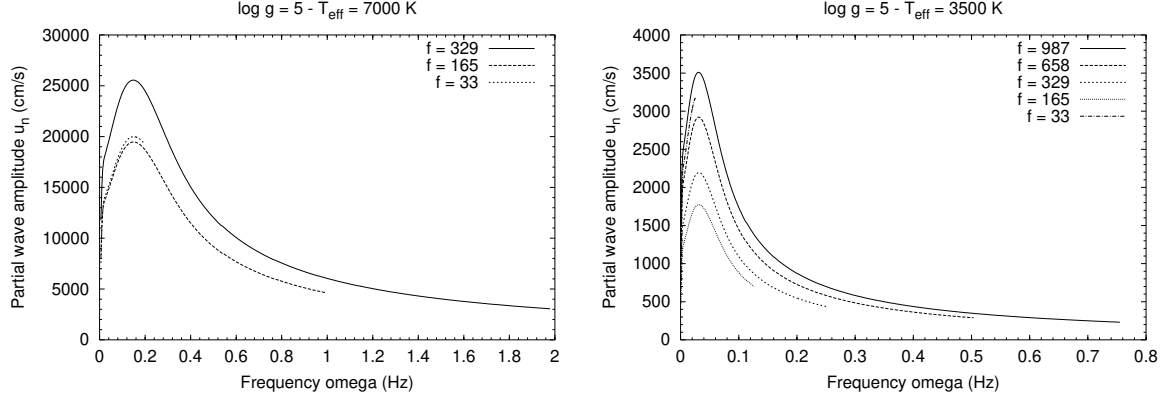 log g = 5 - T_eff = 7000 K
Partial wave amplitude u_n (cm/s)
30000
25000
20000
15000
10000
5000
0
f = 329
f = 165
f = 33
0 0.2 0.4 0.6 0.8 1 1.2 1.4 1.6 1.8 2
Frequency omega (Hz)
log g = 5 - T_eff = 3500 K
Partial wave amplitude u_n (cm/s)
4000
3500
3000
2500
2000
1500
1000
500
0
f = 987
f = 658
f = 329
f = 165
f = 33
0 0.1 0.2 0.3 0.4 0.5 0.6 0.7 0.8
Frequency omega (Hz)